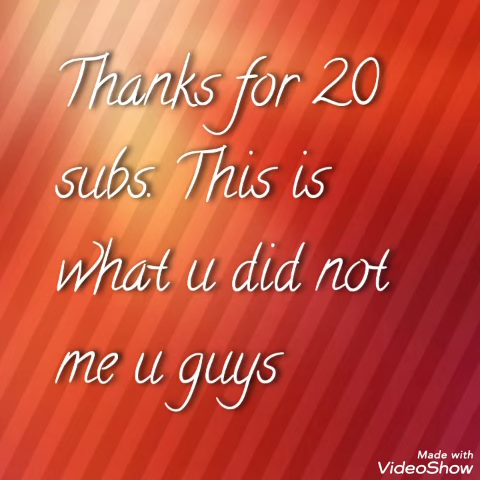 Thanks for 20
subs. This is
what u did not
me u guys
Made with
VideoShow